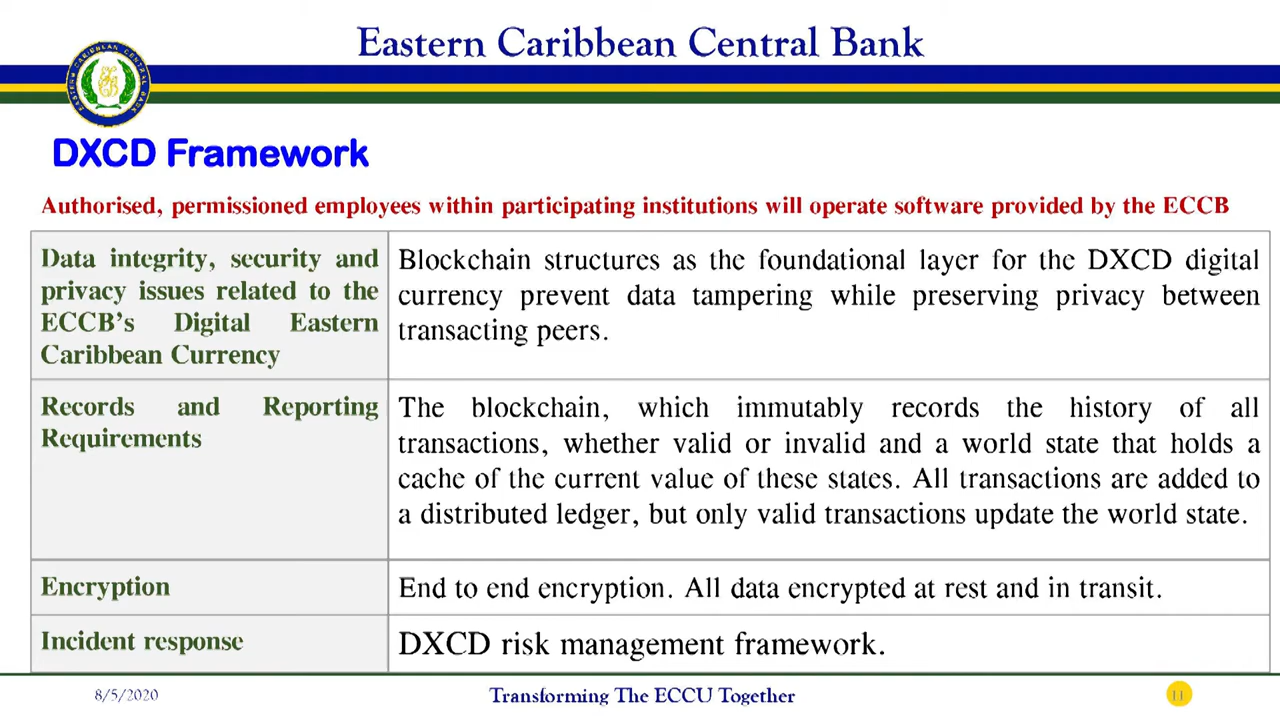 Eastern Caribbean Central Bank
EASTERN CARIBBEAN CENTRAL BANK
DXCD Framework
Authorised, permissioned employees within participating institutions will operate software provided by the ECCB
Data integrity, security and
privacy issues related to the
ECCB's Digital Eastern
Caribbean Currency
Blockchain structures as the foundational layer for the DXCD digital
currency prevent data tampering while preserving privacy between
transacting peers.
Records and Reporting
Requirements
The blockchain, which immutably records the history of all
transactions, whether valid or invalid and a world state that holds a
cache of the current value of these states. All transactions are added to
a distributed ledger, but only valid transactions update the world state.
Encryption
End to end encryption. All data encrypted at rest and in transit.
Incident response
DXCD risk management framework.
8/5/2020
Transforming The ECCU Together
11